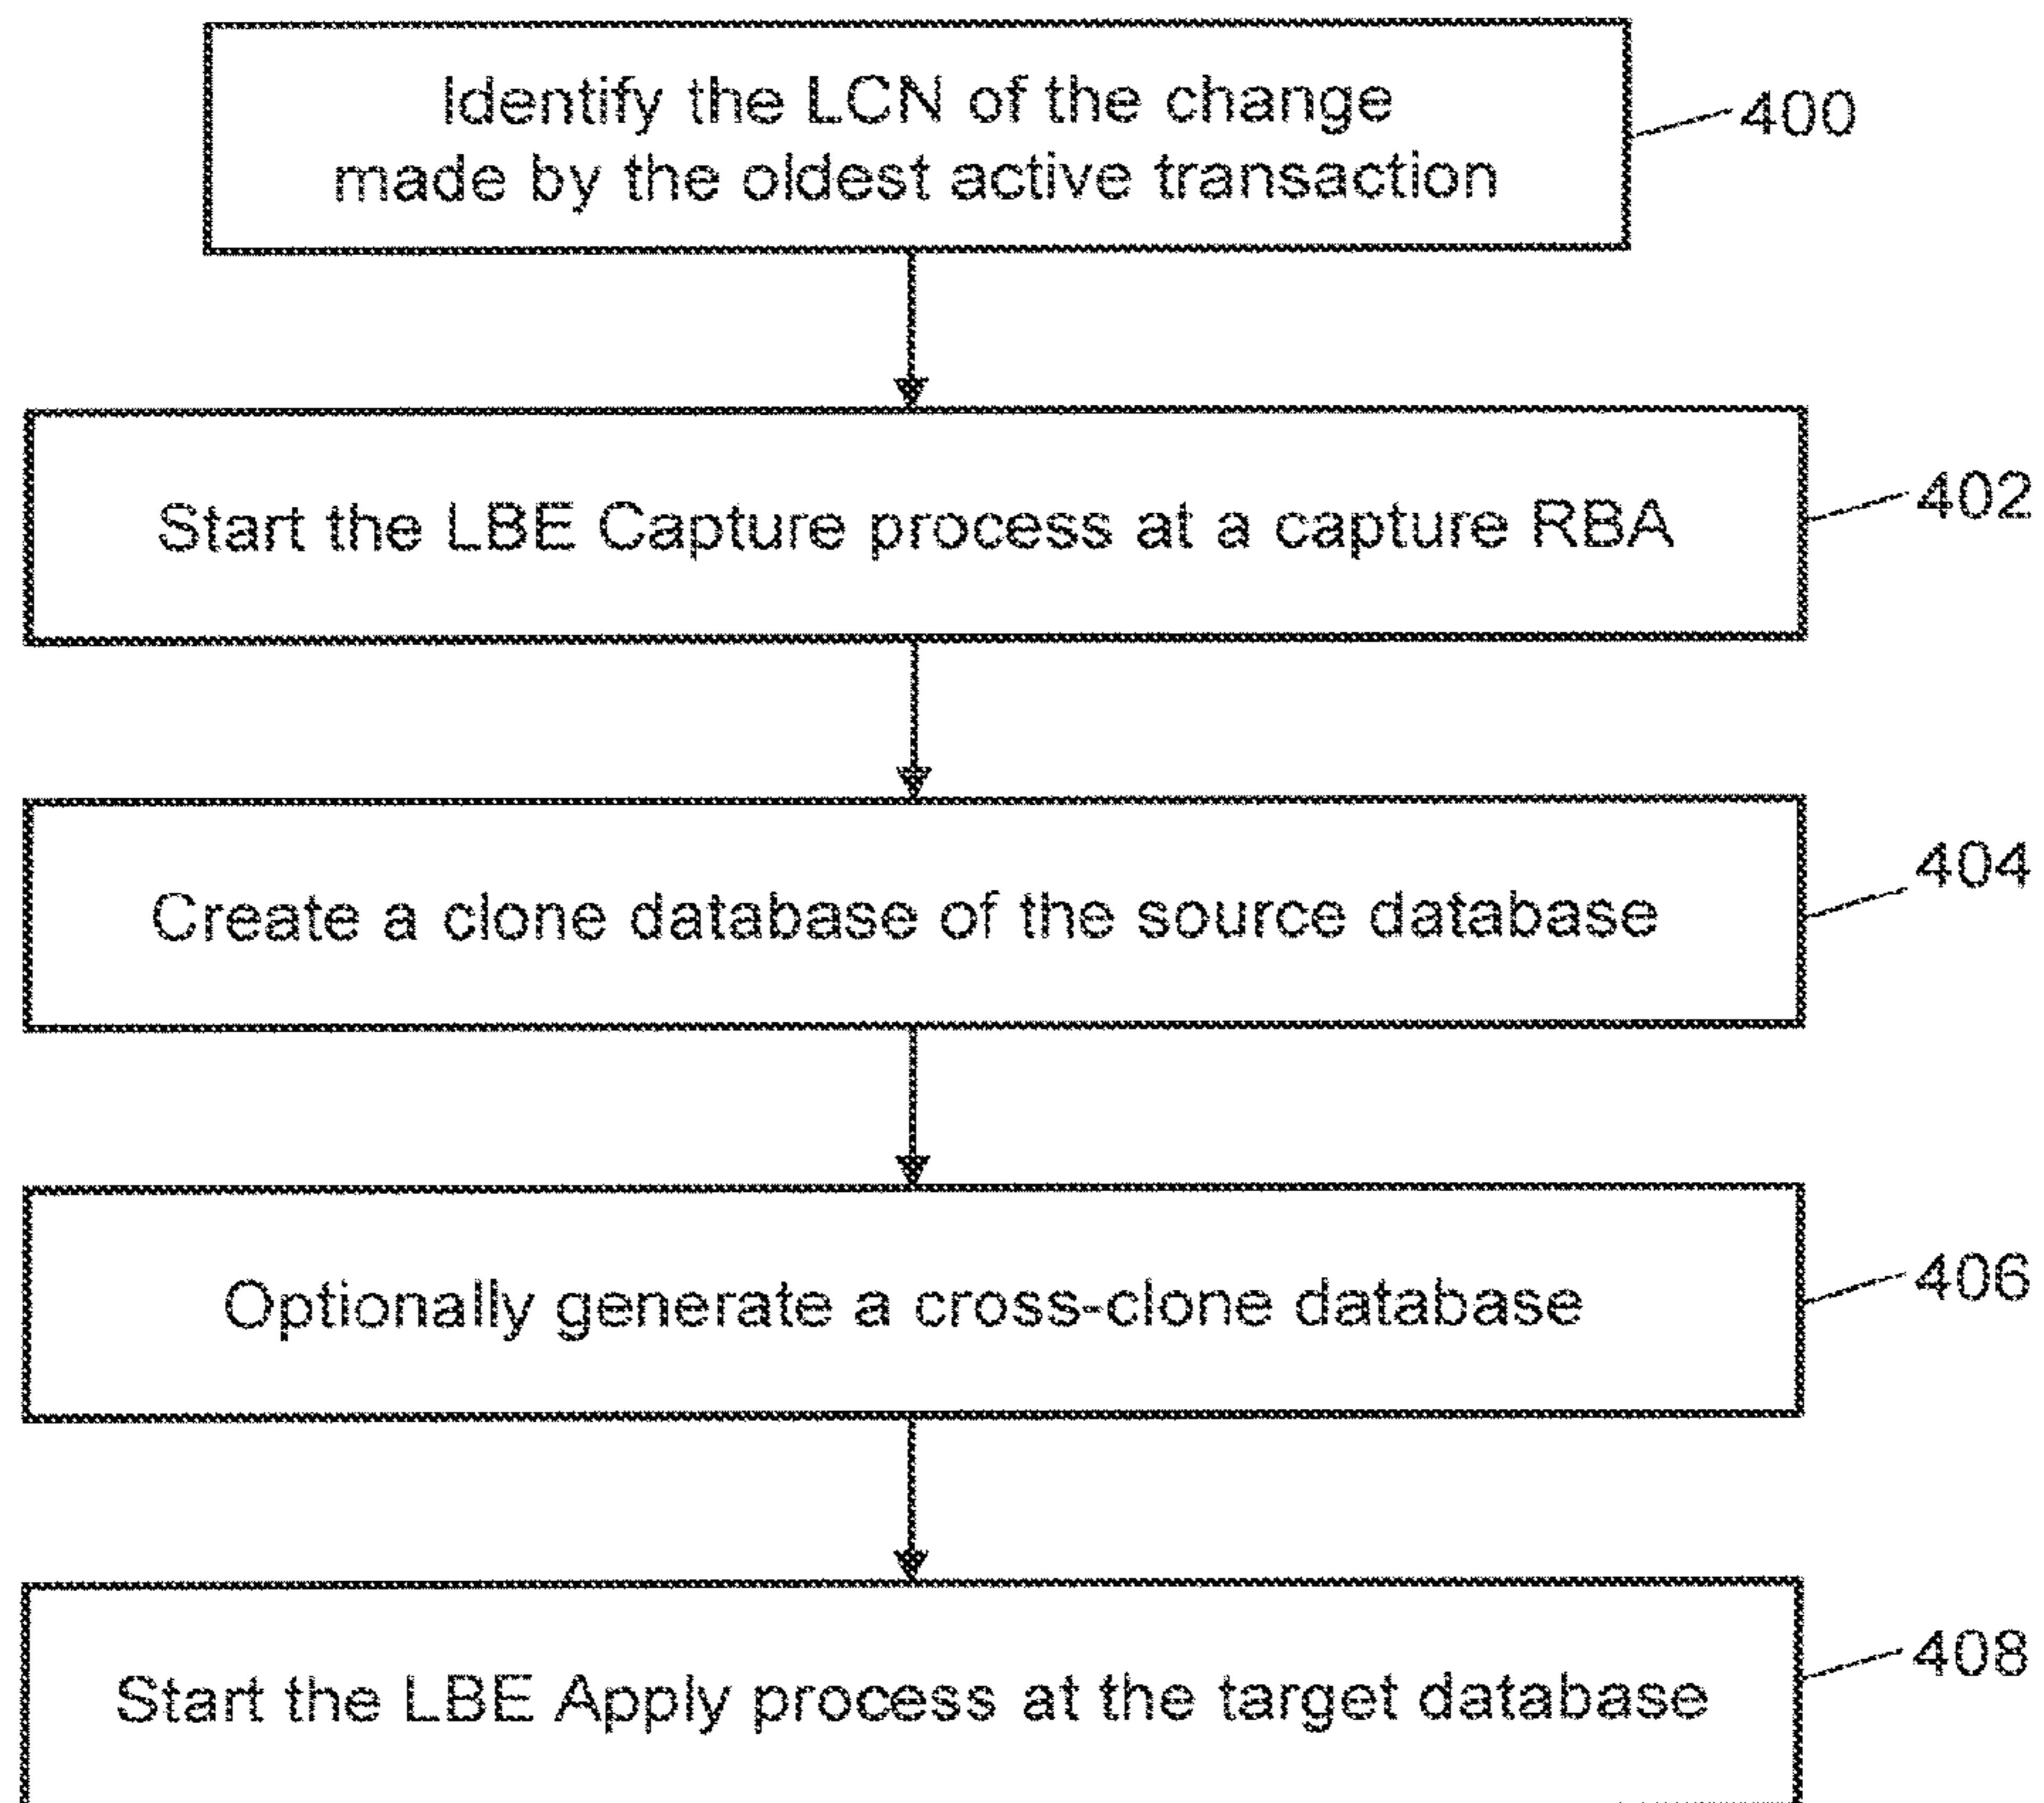 Identify the LCN of the change
made by the oldest active transaction
400
Start the LBE Capture process at a capture RBA
402
Create a clone database of the source database
404
Optionally generate a cross-clone database
406
Start the LBE Apply process at the target database
408